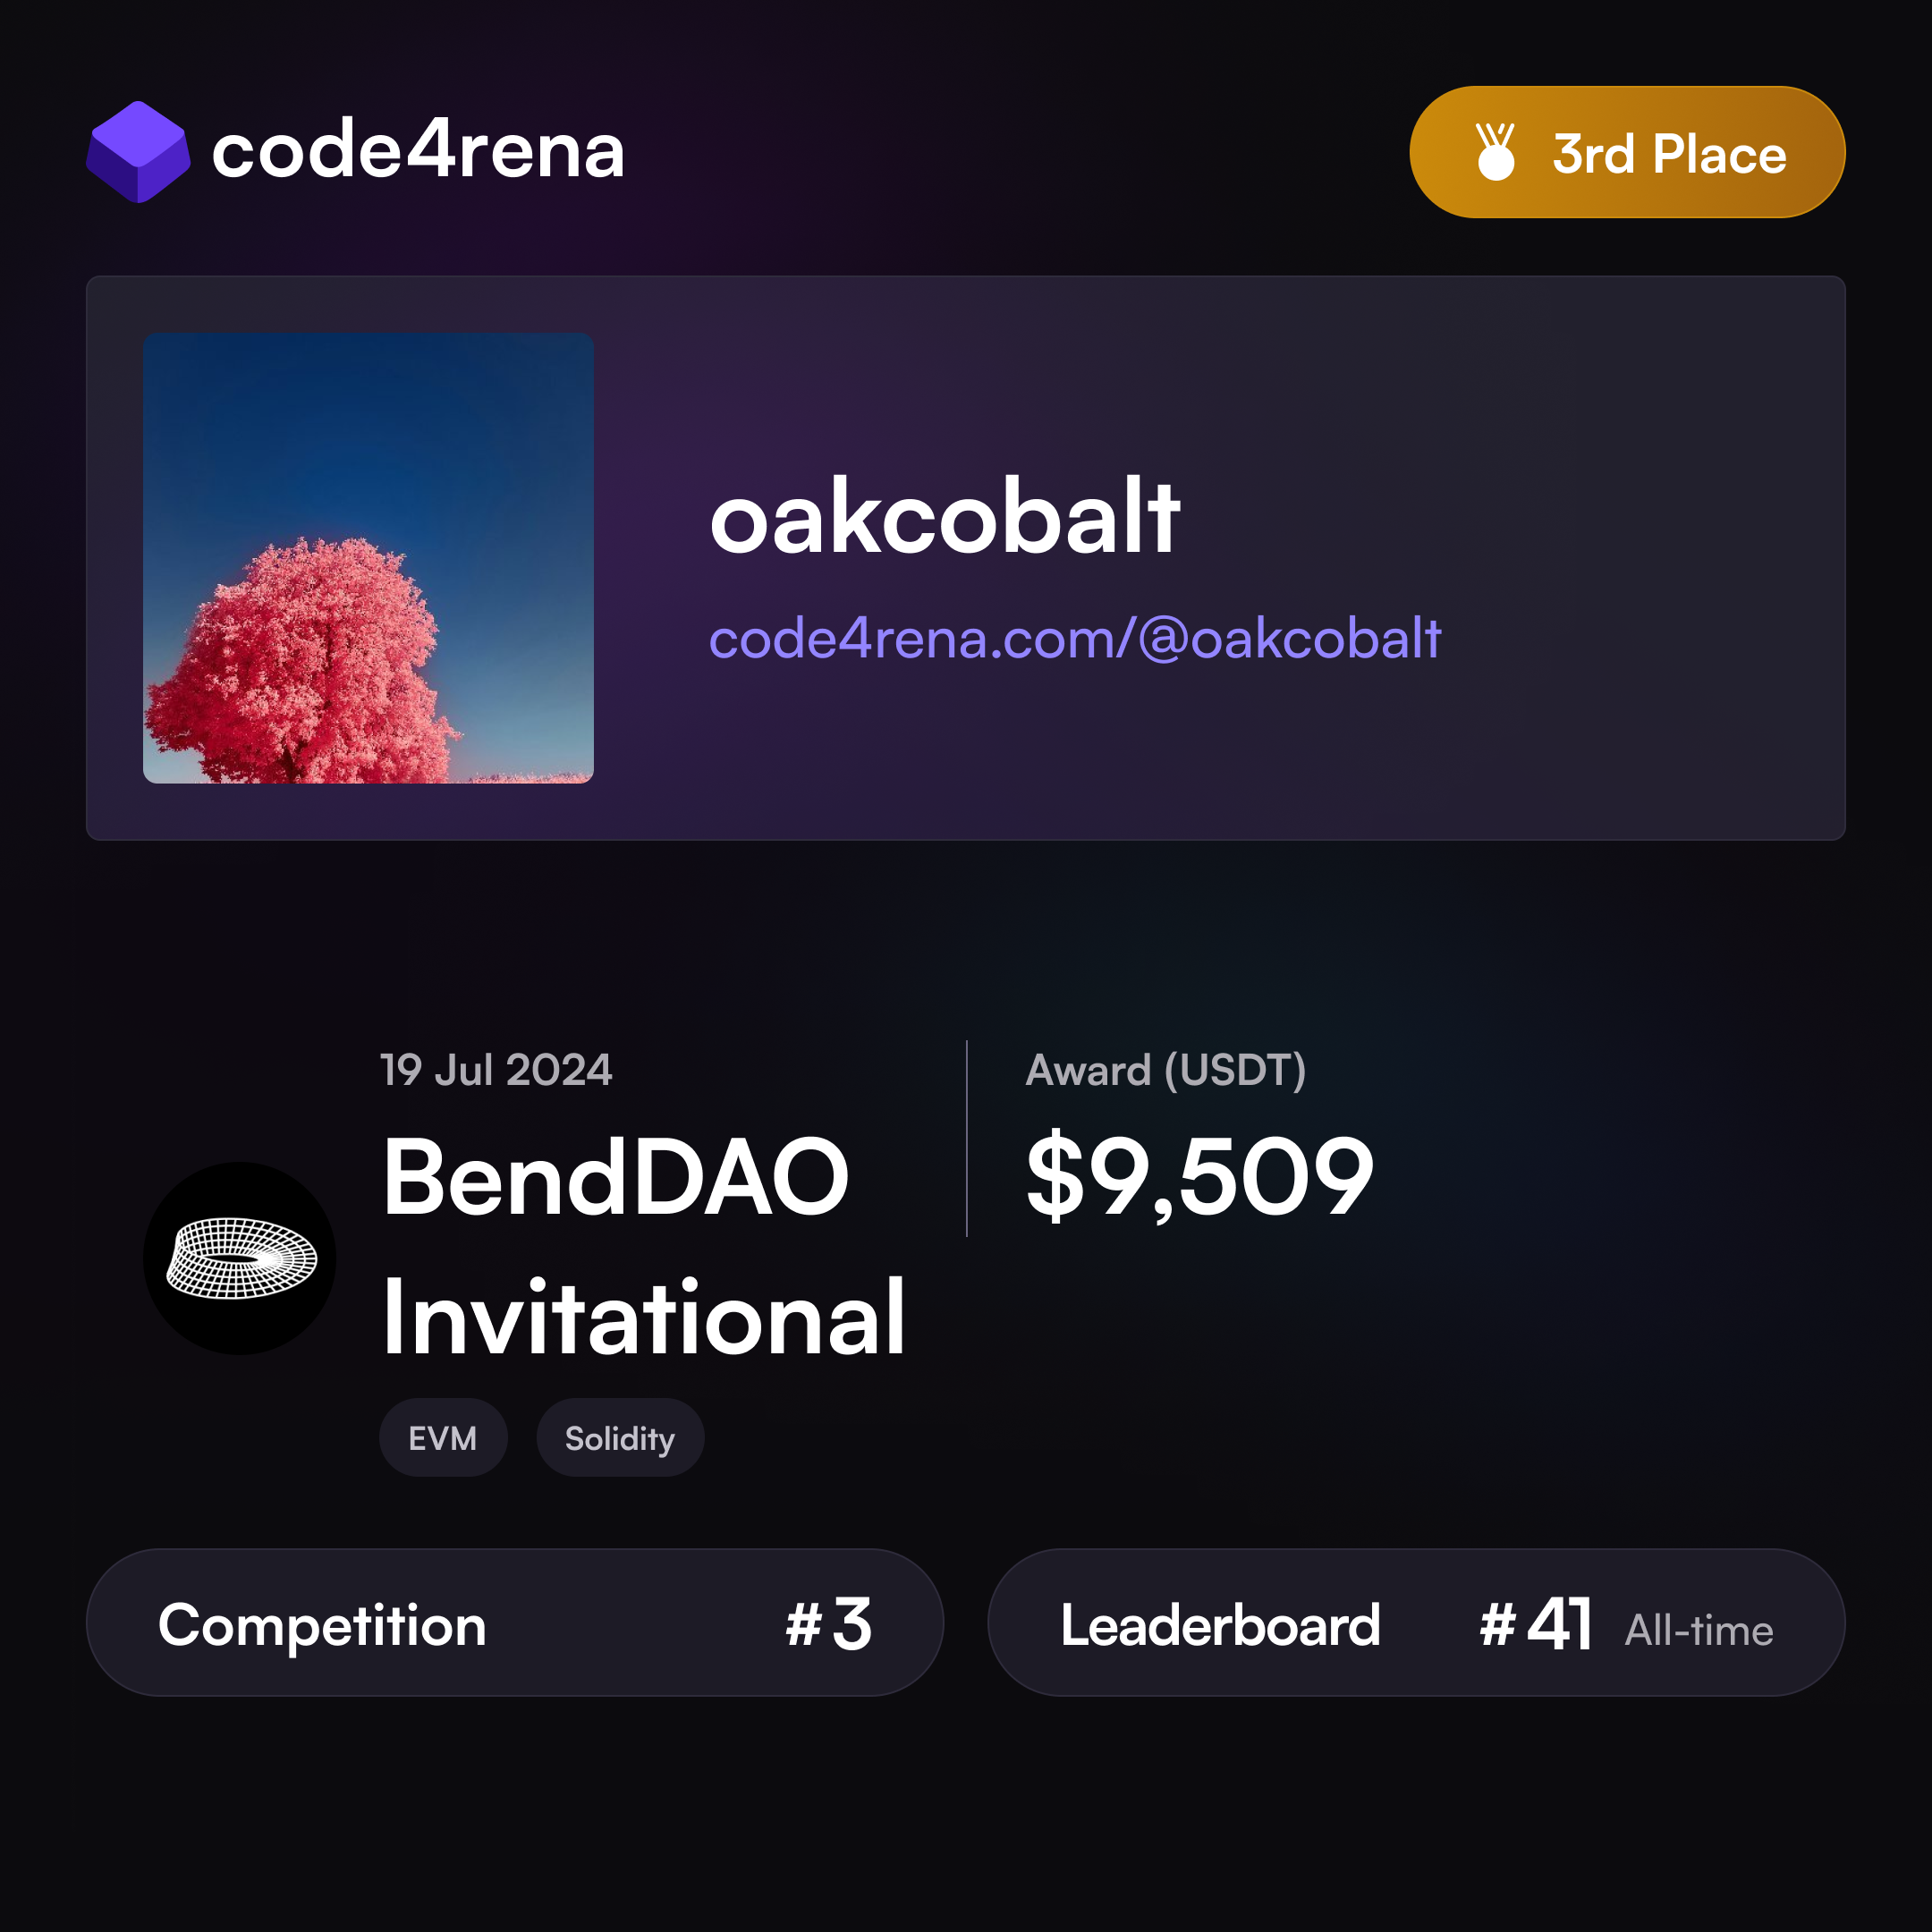 code4rena
3rd Place
oakcobalt
code4rena.com/@oakcobalt
19 Jul 2024
BendDAO
Invitational
EVM
Solidity
Award (USDT)
$9,509
Competition
#3
Leaderboard
#41 All-time